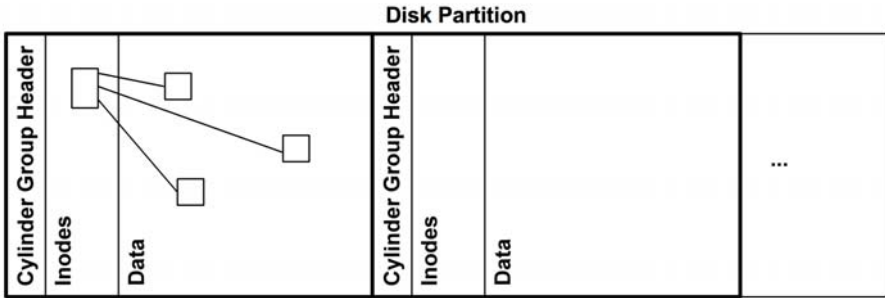 Disk Partition
Cylinder Group Header
Inodes
Data
Cylinder Group Header
Inodes
Data
...